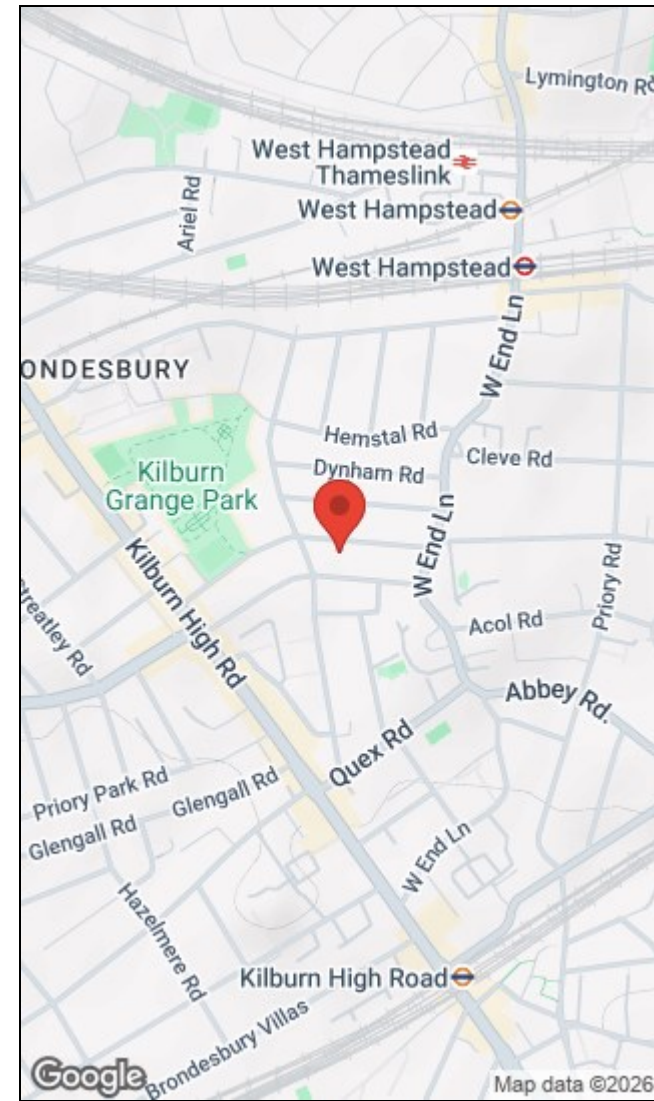 Lymington Rd
West Hampstead
Thameslink
West Hampstead
Ariel Rd
West Hampstead
W End Ln
ONDESBURY
Hemstal Rd
Cleve Rd
Dynham Rd
Kilburn
Grange Park
W End Ln
Kilburn High Rd
Priory Rd
Streatley Rd
Acol Rd
Abbey Rd.
Quex Rd
Priory Park Rd
Glengall Rd
Glengall Rd
W End Ln
Hazelmere Rd
Kilburn High Road
Brondesbury Villas
Google
Map data ©2026